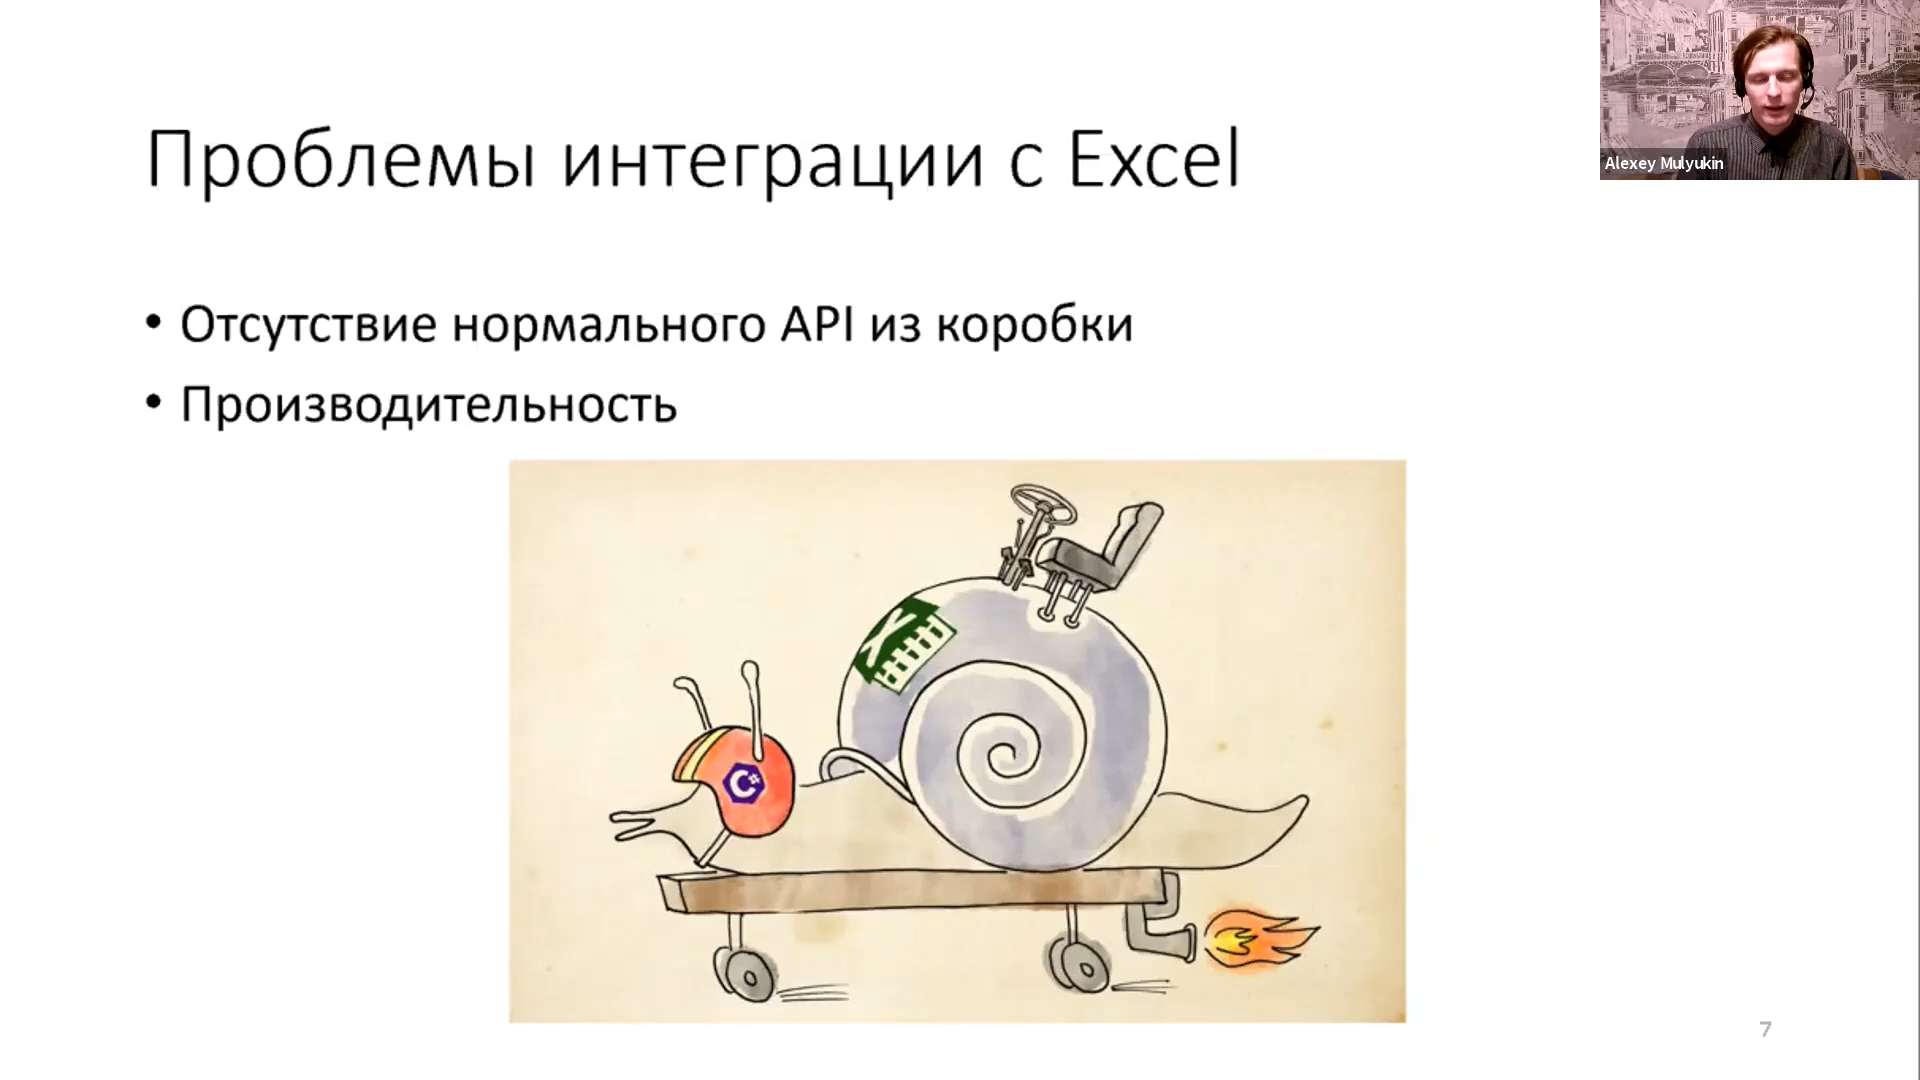 Alexey Mulyukin
Проблемы интеграции с Excel
• Отсутствие нормального API из коробки
• Производительность
X
C#
7